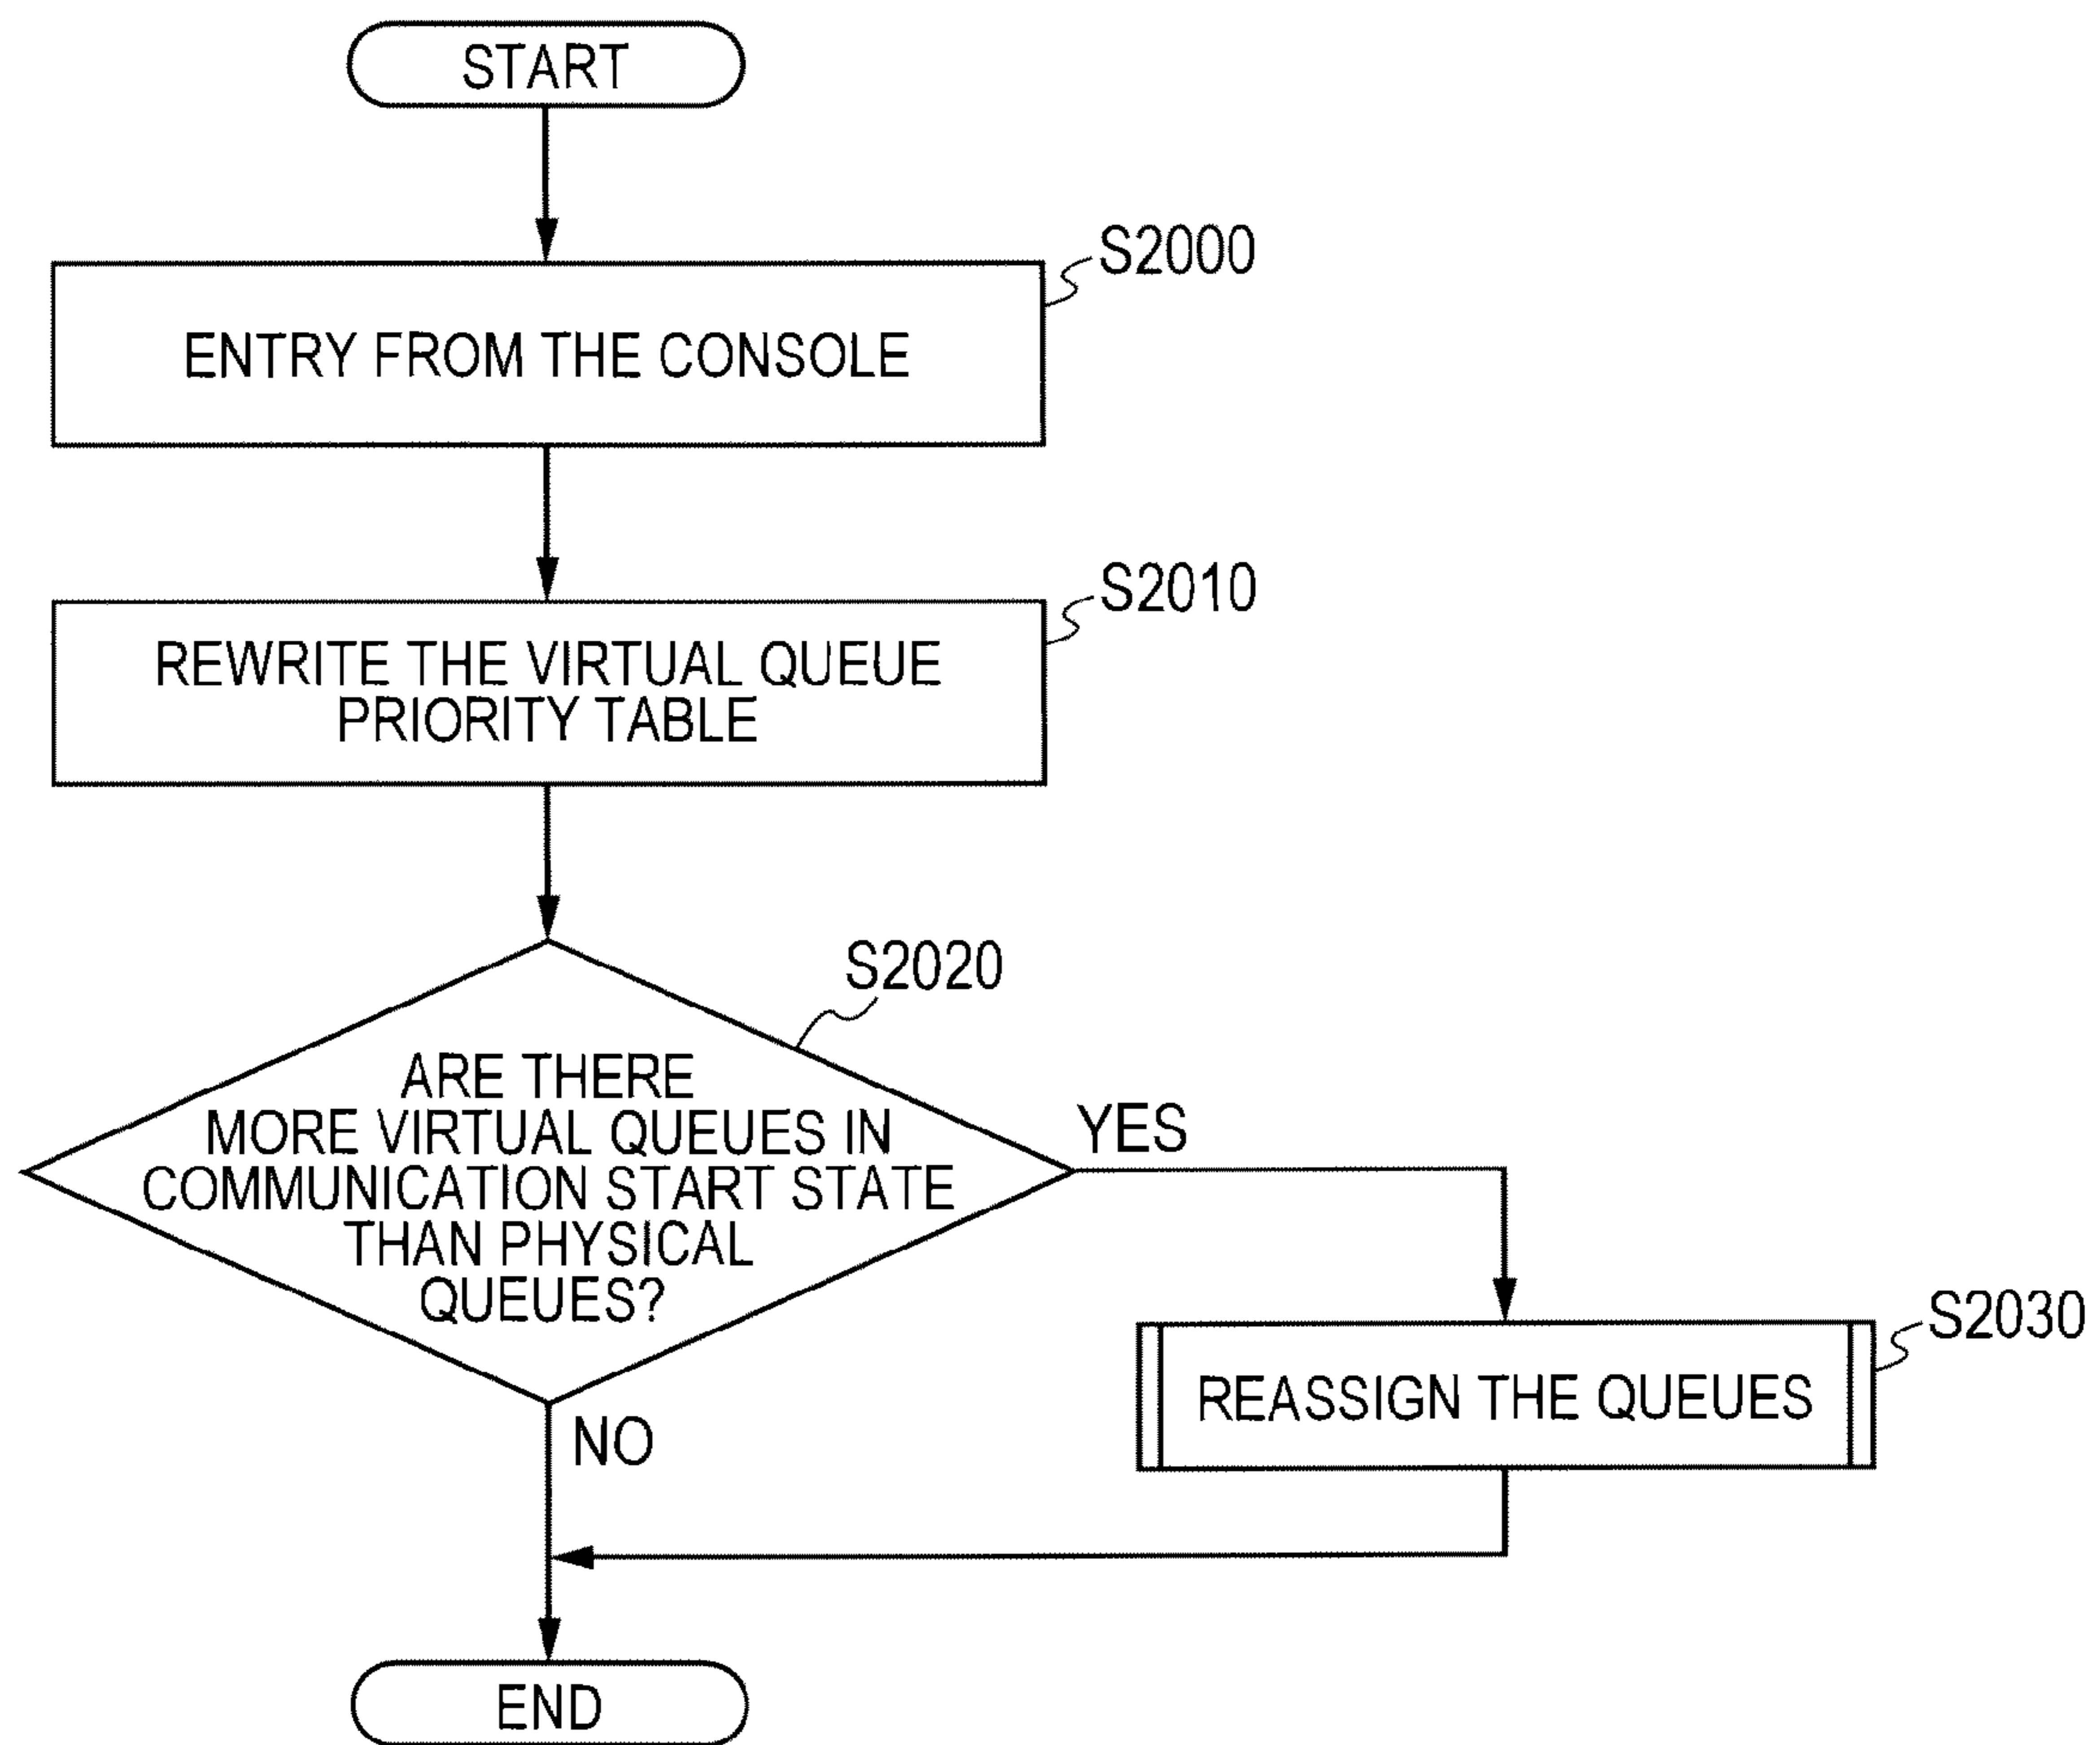 START
S2000
ENTRY FROM THE CONSOLE
S2010
REWRITE THE VIRTUAL QUEUE
PRIORITY TABLE
S2020
ARE THERE
MORE VIRTUAL QUEUES IN
COMMUNICATION START STATE
THAN PHYSICAL
QUEUES?
YES
S2030
REASSIGN THE QUEUES
NO
END